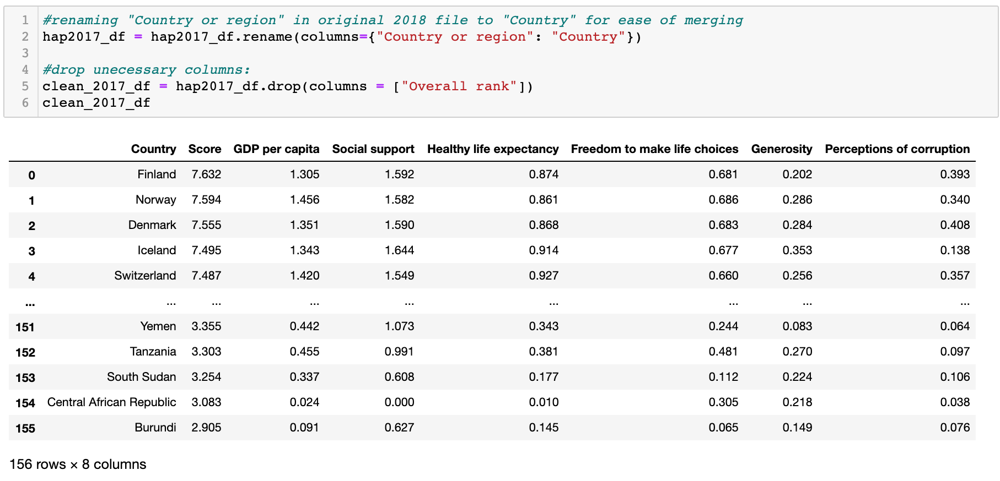 1 #renaming "Country or region" in original 2018 file to "Country" for ease of merging
2 hap2017_df = hap2017_df.rename(columns={"Country or region": "Country"})
3
4 #drop unecessary columns:
5 clean_2017_df = hap2017_df.drop(columns = ["Overall rank"])
6 clean_2017_df
Country Score GDP per capita Social support Healthy life expectancy Freedom to make life choices Generosity Perceptions of corruption
0 Finland 7.632 1.305 1.592 0.874 0.681 0.202 0.393
1 Norway 7.594 1.456 1.582 0.861 0.686 0.286 0.340
2 Denmark 7.555 1.351 1.590 0.868 0.683 0.284 0.408
3 Iceland 7.495 1.343 1.644 0.914 0.677 0.353 0.138
4 Switzerland 7.487 1.420 1.549 0.927 0.660 0.256 0.357
... ... ... ... ... ... ... ... ...
151 Yemen 3.355 0.442 1.073 0.343 0.244 0.083 0.064
152 Tanzania 3.303 0.455 0.991 0.381 0.481 0.270 0.097
153 South Sudan 3.254 0.337 0.608 0.177 0.112 0.224 0.106
154 Central African Republic 3.083 0.024 0.000 0.010 0.305 0.218 0.038
155 Burundi 2.905 0.091 0.627 0.145 0.065 0.149 0.076
156 rows × 8 columns